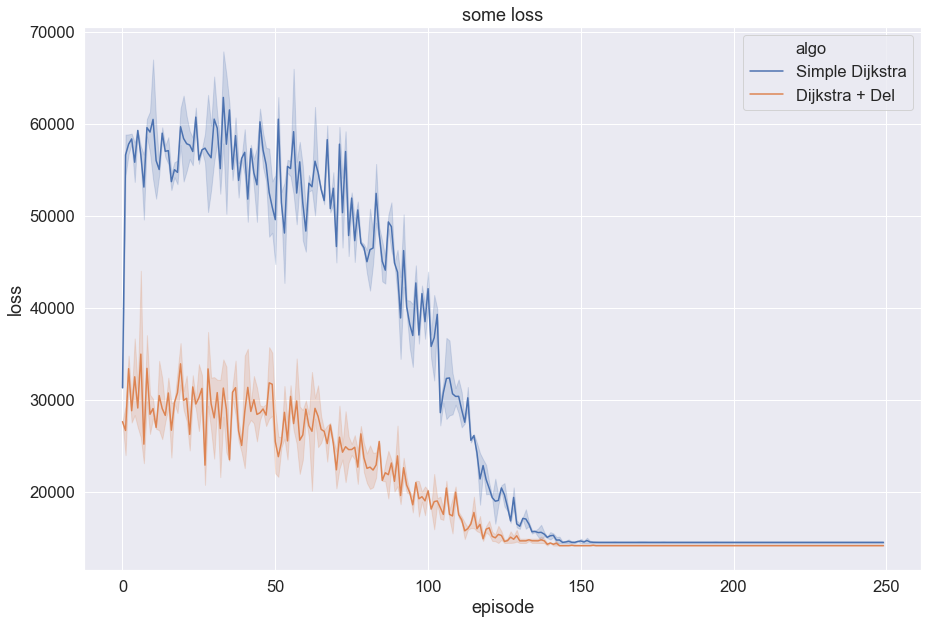 some loss
70000
60000
50000
40000
30000
20000
loss
algo
Simple Dijkstra
Dijkstra + Del
0
50
100
150
200
250
episode